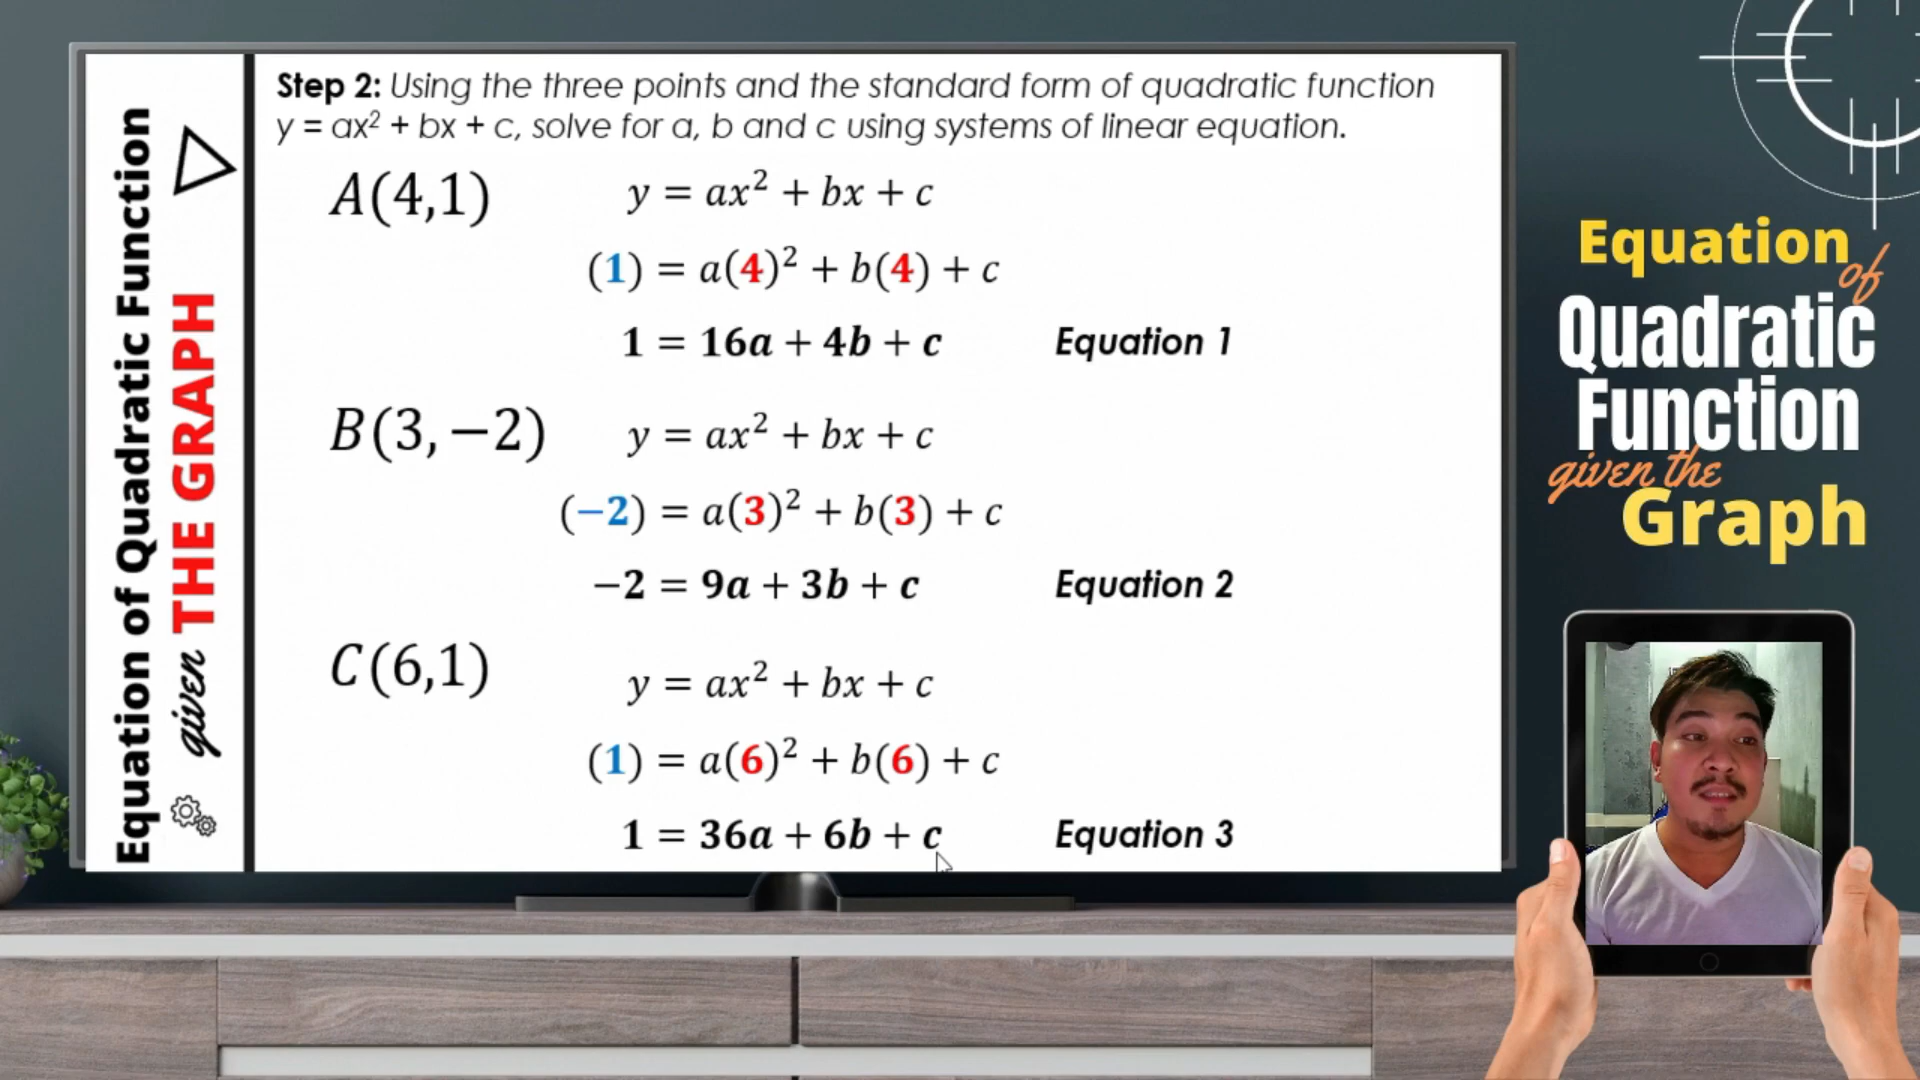 Equation of Quadratic Function
given THE GRAPH
Step 2: Using the three points and the standard form of quadratic function
y = ax² + bx + c, solve for a, b and c using systems of linear equation.
A(4,1)
y = ax² + bx + c
(1) = a(4)² + b(4) + c
1 = 16a + 4b + c
Equation 1
B(3,−2)
y = ax² + bx + c
(−2) = a(3)² + b(3) + c
−2 = 9a + 3b + c
Equation 2
C(6,1)
y = ax² + bx + c
(1) = a(6)² + b(6) + c
1 = 36a + 6b + c
Equation 3
Equation
of
Quadratic
Function
given the
Graph